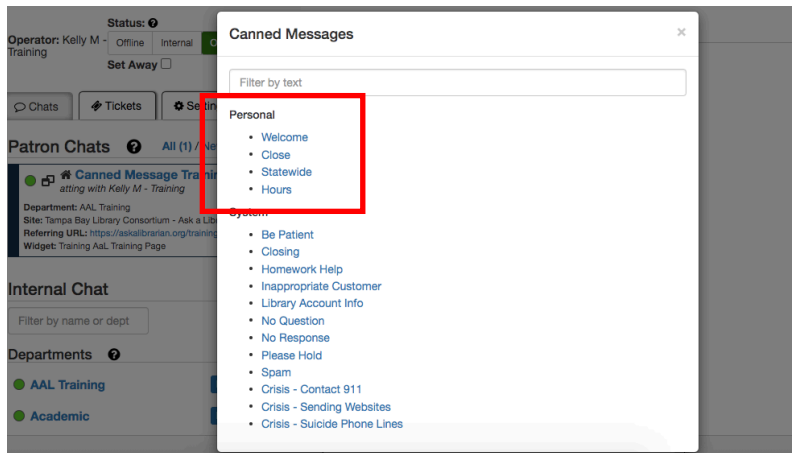 Status:
Operator: Kelly M - Training
Offline
Internal
Set Away
Chats
Tickets
Patron Chats
All (1) /
Canned Message
atting with Kelly M - Training
Department: AAL Training
Site: Tampa Bay Library Consortium - Ask a
Referring URL: https://askalibrarian.org/training
Widget: Training AaL Training Page
Internal Chat
Filter by name or dept
Departments
AAL Training
Academic
Canned Messages
×
Filter by text
Personal
• Welcome
• Close
• Statewide
• Hours
System
• Be Patient
• Closing
• Homework Help
• Inappropriate Customer
• Library Account Info
• No Question
• No Response
• Please Hold
• Spam
• Crisis - Contact 911
• Crisis - Sending Websites
• Crisis - Suicide Phone Lines